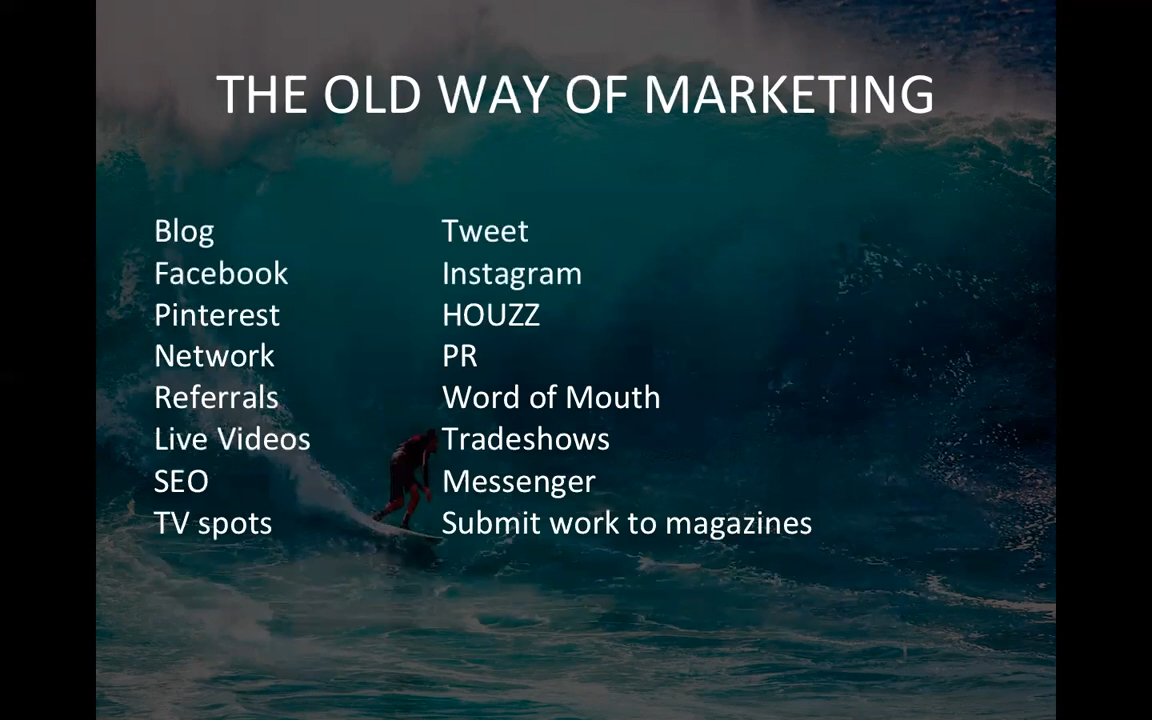 THE OLD WAY OF MARKETING
Blog
Facebook
Pinterest
Network
Referrals
Live Videos
SEO
TV spots
Tweet
Instagram
HOUZZ
PR
Word of Mouth
Tradeshows
Messenger
Submit work to magazines